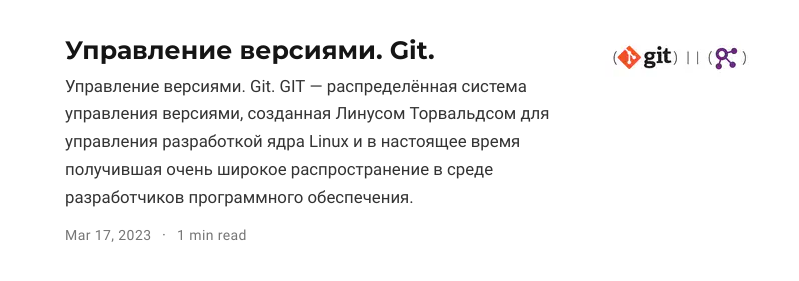 Управление версиями. Git.
(git) | | ( )
Управление версиями. Git. GIT — распределённая система
управления версиями, созданная Линусом Торвальдсом для
управления разработкой ядра Linux и в настоящее время
получившая очень широкое распространение в среде
разработчиков программного обеспечения.
Mar 17, 2023 · 1 min read